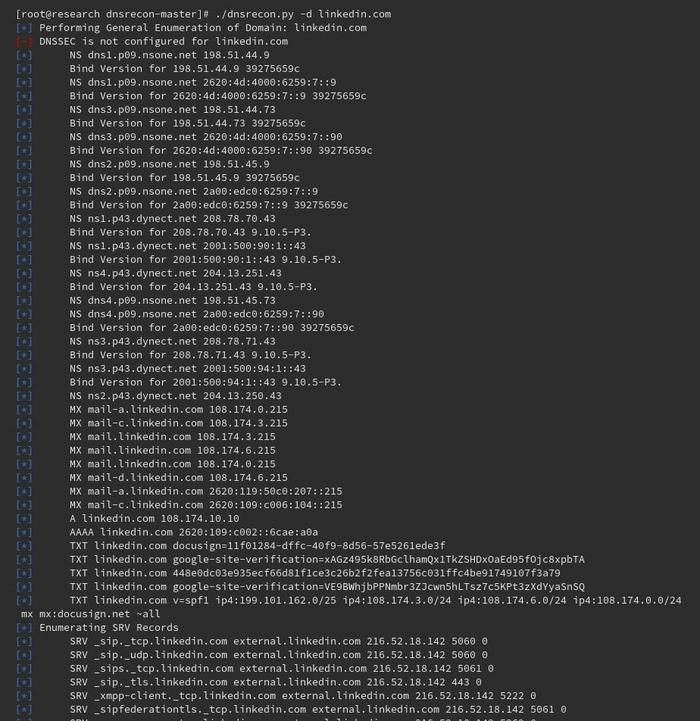 [root@research dnsrecon-master]# ./dnsrecon.py -d linkedin.com
[*] Performing General Enumeration of Domain: linkedin.com
[-] DNSSEC is not configured for linkedin.com
[*] NS dns1.p09.nsone.net 198.51.44.9
[*] Bind Version for 198.51.44.9 39275659c
[*] NS dns1.p09.nsone.net 2620:4d:4000:6259:7::9
[*] Bind Version for 2620:4d:4000:6259:7::9 39275659c
[*] NS dns3.p09.nsone.net 198.51.44.73
[*] Bind Version for 198.51.44.73 39275659c
[*] NS dns3.p09.nsone.net 2620:4d:4000:6259:7::90
[*] Bind Version for 2620:4d:4000:6259:7::90 39275659c
[*] NS dns2.p09.nsone.net 198.51.45.9
[*] Bind Version for 198.51.45.9 39275659c
[*] NS dns2.p09.nsone.net 2a00:edc0:6259:7::9
[*] Bind Version for 2a00:edc0:6259:7::9 39275659c
[*] NS ns1.p43.dynect.net 208.78.70.43
[*] Bind Version for 208.78.70.43 9.10.5-P3.
[*] NS ns1.p43.dynect.net 2001:500:90:1::43
[*] Bind Version for 2001:500:90:1::43 9.10.5-P3.
[*] NS ns4.p43.dynect.net 204.13.251.43
[*] Bind Version for 204.13.251.43 9.10.5-P3.
[*] NS dns4.p09.nsone.net 198.51.45.73
[*] NS dns4.p09.nsone.net 2a00:edc0:6259:7::90
[*] Bind Version for 2a00:edc0:6259:7::90 39275659c
[*] NS ns3.p43.dynect.net 208.78.71.43
[*] Bind Version for 208.78.71.43 9.10.5-P3.
[*] NS ns3.p43.dynect.net 2001:500:94:1::43
[*] Bind Version for 2001:500:94:1::43 9.10.5-P3.
[*] NS ns2.p43.dynect.net 204.13.250.43
[*] MX mail-a.linkedin.com 108.174.0.215
[*] MX mail-c.linkedin.com 108.174.3.215
[*] MX mail.linkedin.com 108.174.3.215
[*] MX mail.linkedin.com 108.174.6.215
[*] MX mail.linkedin.com 108.174.0.215
[*] MX mail-d.linkedin.com 108.174.6.215
[*] MX mail-a.linkedin.com 2620:119:50c0:207::215
[*] MX mail-c.linkedin.com 2620:109:c006:104::215
[*] A linkedin.com 108.174.10.10
[*] AAAA linkedin.com 2620:109:c002::6cae:a0a
[*] TXT linkedin.com docusign=11f01284-dffc-40f9-8d56-57e5261ede3f
[*] TXT linkedin.com google-site-verification=xAGz495k8RbGclhamQx1TkZSHDxOaEd95fOjc8xpbTA
[*] TXT linkedin.com 448e0dc03e935ecf66d81f1ce3c26b2f2fea13756c031ffc4be91749107f3a79
[*] TXT linkedin.com google-site-verification=VE9BWhjbPPNmbr3ZJcwn5hLTsz7c5KPt3zXdYyaSnSQ
[*] TXT linkedin.com v=spf1 ip4:199.101.162.0/25 ip4:108.174.3.0/24 ip4:108.174.6.0/24 ip4:108.174.0.0/24
mx mx:docusign.net ~all
[*] Enumerating SRV Records
[*] SRV _sip._tcp.linkedin.com external.linkedin.com 216.52.18.142 5060 0
[*] SRV _sip._udp.linkedin.com external.linkedin.com 216.52.18.142 5060 0
[*] SRV _sips._tcp.linkedin.com external.linkedin.com 216.52.18.142 5061 0
[*] SRV _sip._tls.linkedin.com external.linkedin.com 216.52.18.142 443 0
[*] SRV _xmpp-client._tcp.linkedin.com external.linkedin.com 216.52.18.142 5222 0
[*] SRV _sipfederationtls._tcp.linkedin.com external.linkedin.com 216.52.18.142 5061 0